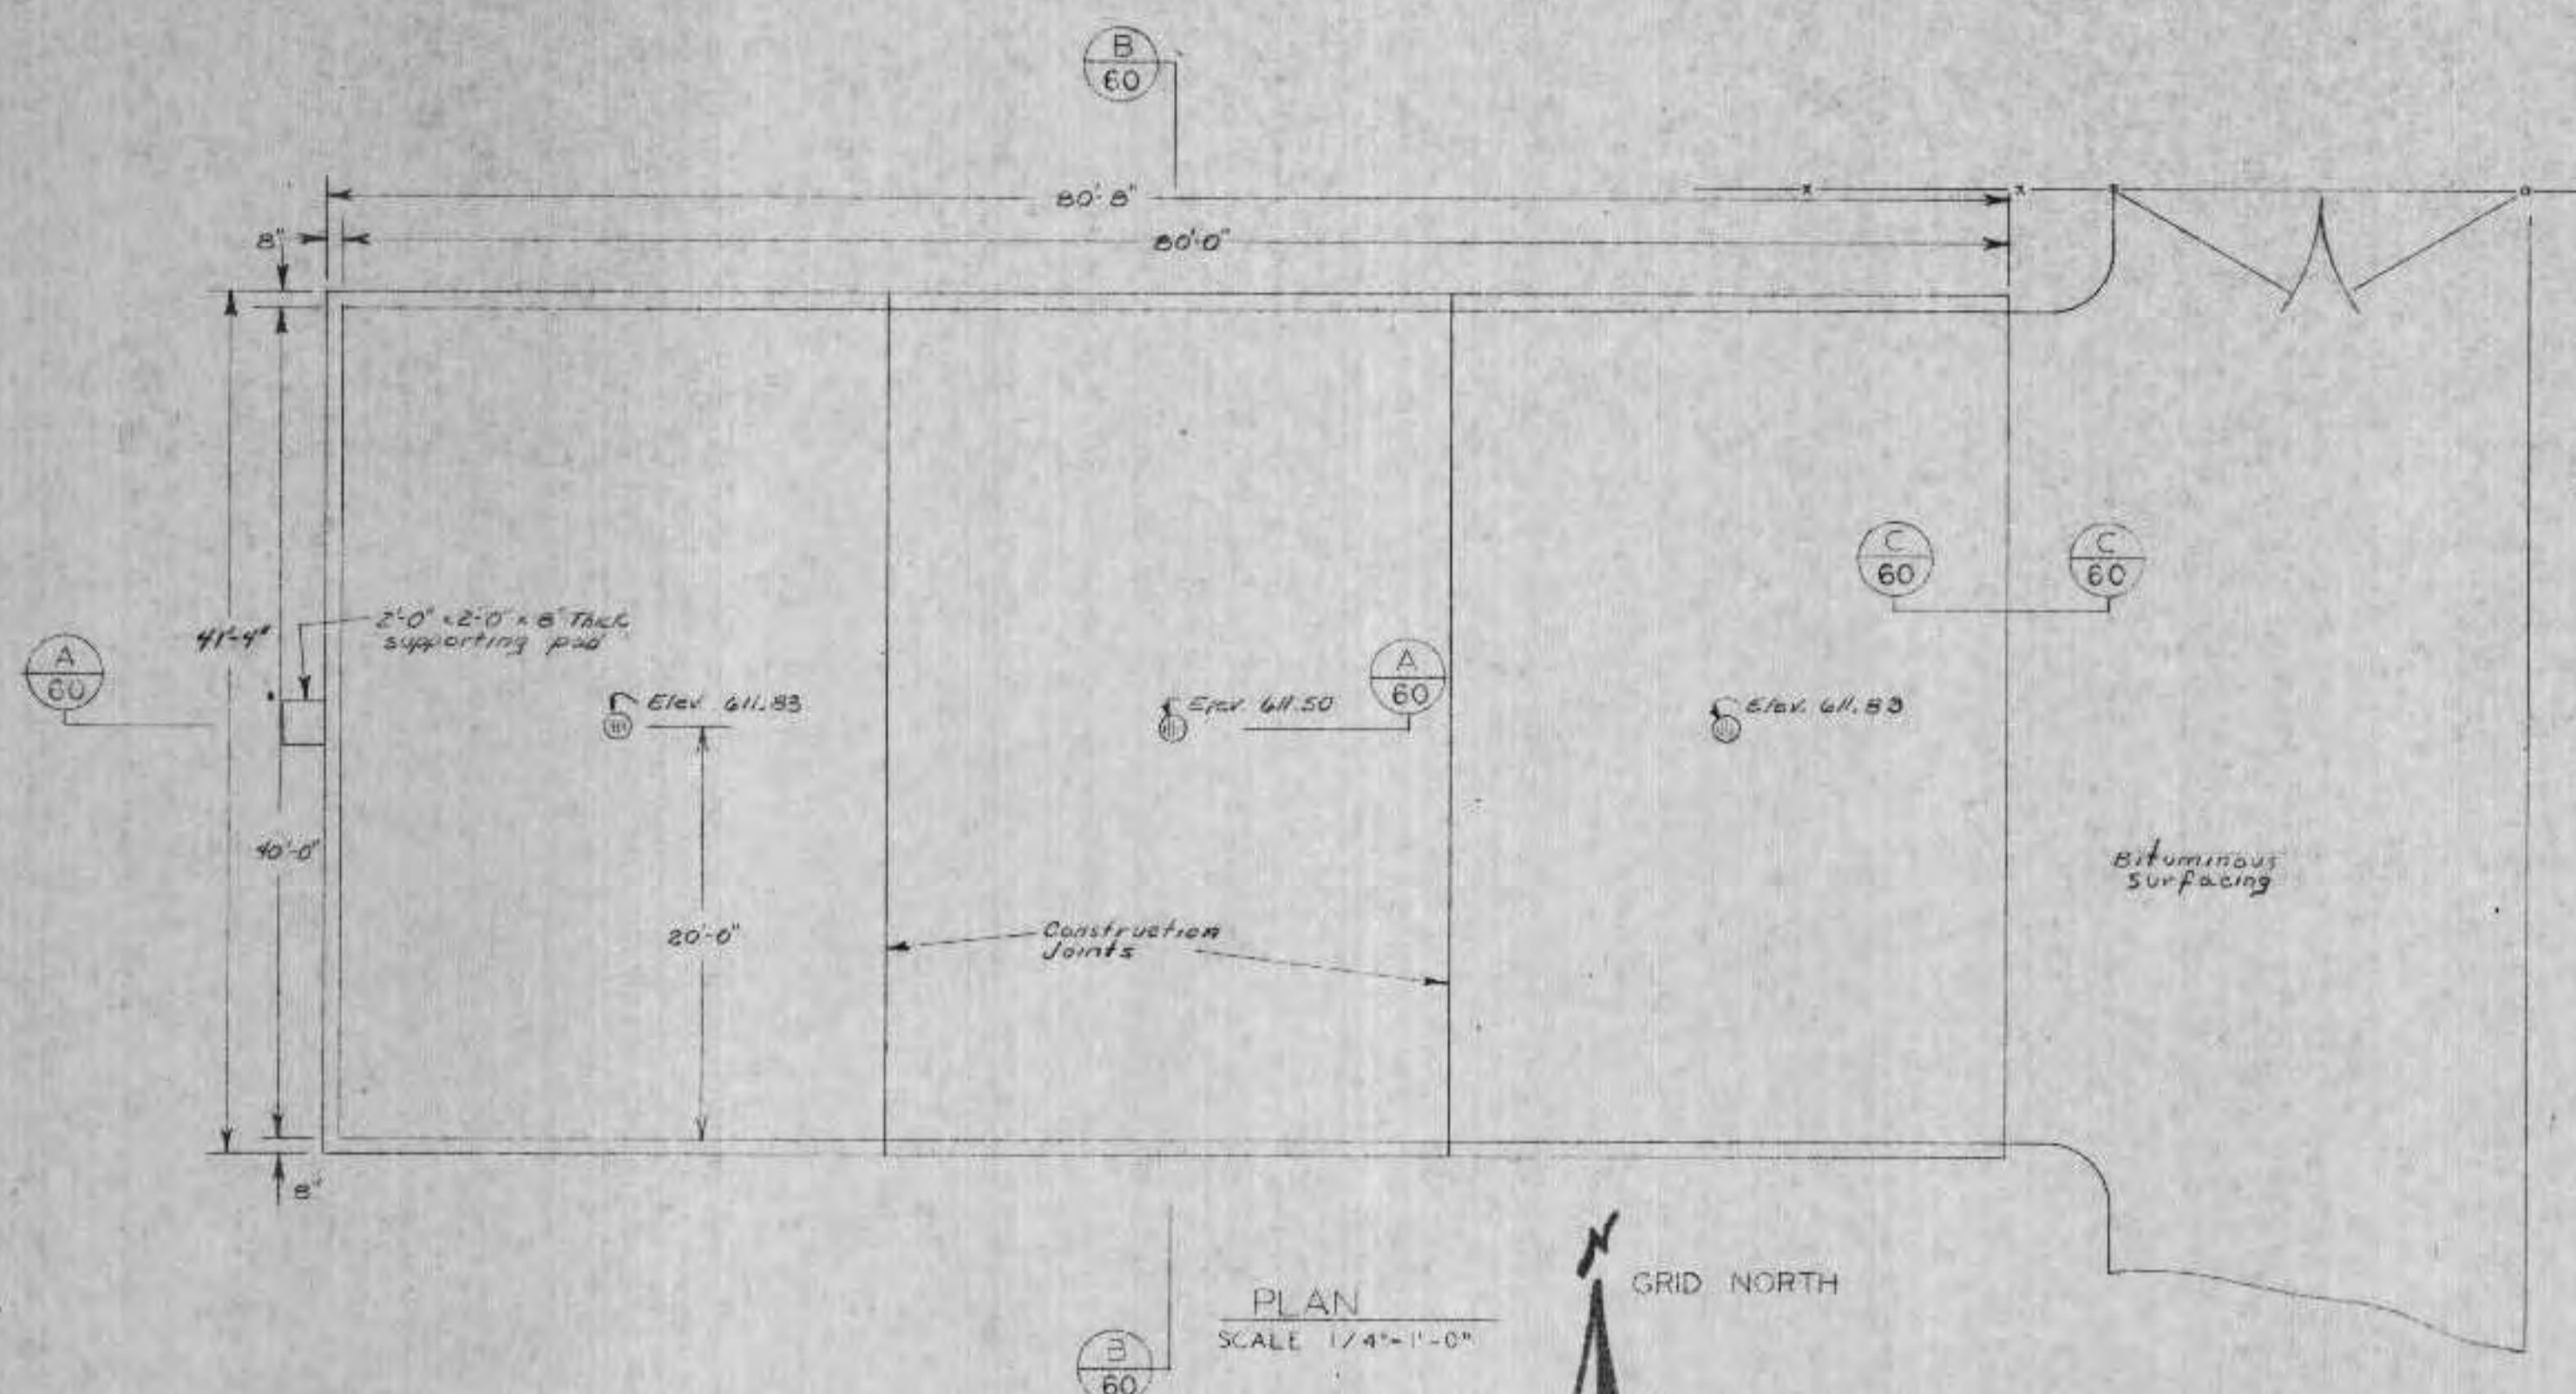 B
60
80'-8"
8"
80'-0"
C
60
C
60
2'-0" x 2'-0" x 8" Thick
supporting pad
41'-4"
A
60
A
60
Elev 611.83
Elev. 611.50
Elev. 611.83
40'-0"
Bituminous
Surfacing
20'-0"
Construction
Joints
8"
N
GRID NORTH
PLAN
SCALE 1/4"=1'-0"
B
60